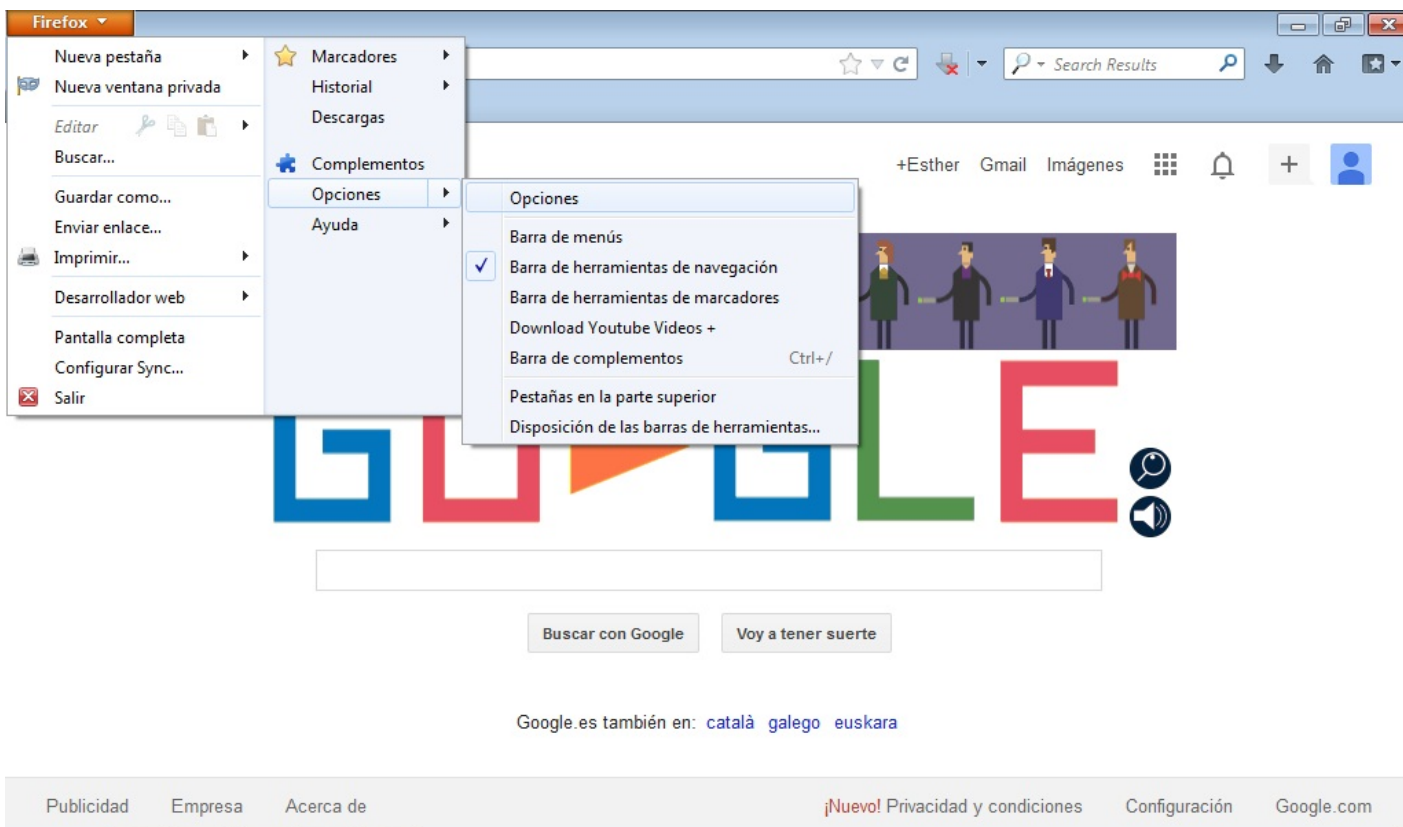 Firefox
Nueva pestaña
Nueva ventana privada
Editar
Buscar...
Guardar como...
Enviar enlace...
Imprimir...
Desarrollador web
Pantalla completa
Configurar Sync...
Salir
Marcadores
Historial
Descargas
Complementos
Opciones
Ayuda
Opciones
Barra de menús
Barra de herramientas de navegación
Barra de herramientas de marcadores
Download Youtube Videos +
Barra de complementos Ctrl+/
Pestañas en la parte superior
Disposición de las barras de herramientas...
Search Results
+Esther Gmail Imágenes
GOOGLE
Buscar con Google Voy a tener suerte
Google.es también en: català galego euskara
Publicidad Empresa Acerca de ¡Nuevo! Privacidad y condiciones Configuración Google.com